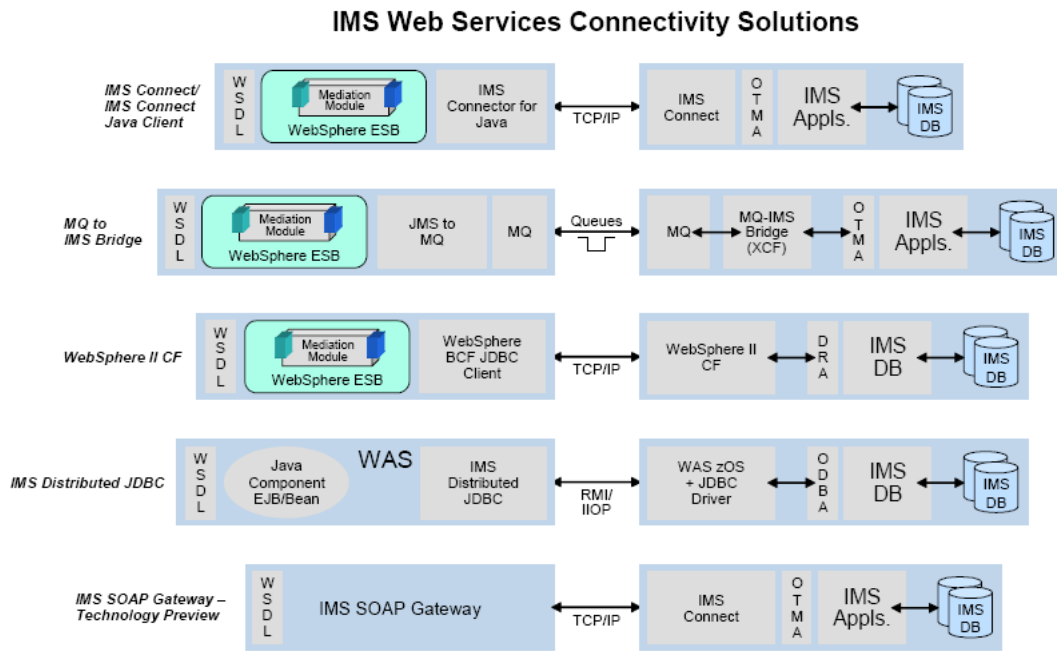 IMS Web Services Connectivity Solutions
IMS Connect/
IMS Connect
Java Client
W
S
D
L
Mediation
Module
WebSphere ESB
IMS
Connector for
Java
TCP/IP
IMS
Connect
O
T
M
A
IMS
Appls.
IMS
DB
MQ to
IMS Bridge
W
S
D
L
Mediation
Module
WebSphere ESB
JMS to
MQ
MQ
Queues
MQ
MQ-IMS
Bridge
(XCF)
O
T
M
A
IMS
Appls.
IMS
DB
WebSphere II CF
W
S
D
L
Mediation
Module
WebSphere ESB
WebSphere
BCF JDBC
Client
TCP/IP
WebSphere II
CF
D
R
A
IMS
DB
IMS
DB
IMS Distributed JDBC
W
S
D
L
Java
Component
EJB/Bean
WAS
IMS
Distributed
JDBC
RMI/
IIOP
WAS zOS
+ JDBC
Driver
O
D
B
A
IMS
DB
IMS
DB
IMS SOAP Gateway –
Technology Preview
W
S
D
L
IMS SOAP Gateway
TCP/IP
IMS
Connect
O
T
M
A
IMS
Appls.
IMS
DB